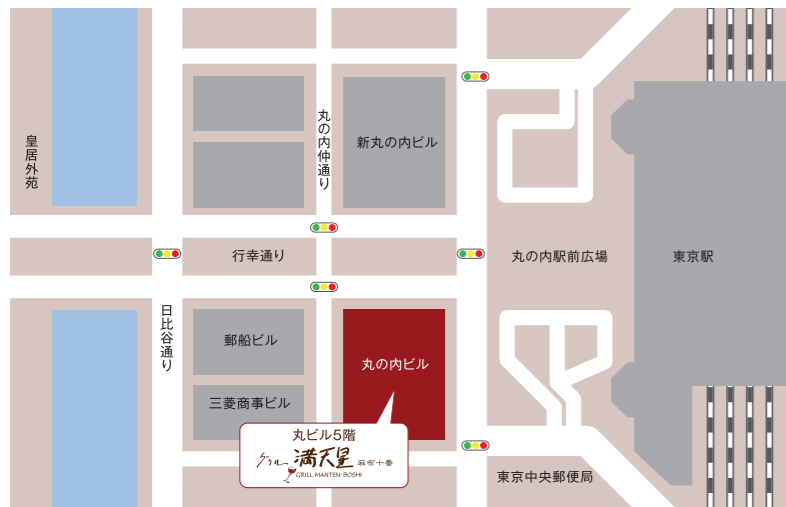 皇居外苑
丸の内仲通り
新丸の内ビル
行幸通り
丸の内駅前広場
東京駅
日比谷通り
郵船ビル
丸の内ビル
三菱商事ビル
丸ビル5階
グリル 満天星 麻布十番
GRILL MANTEN-BOSHI
東京中央郵便局